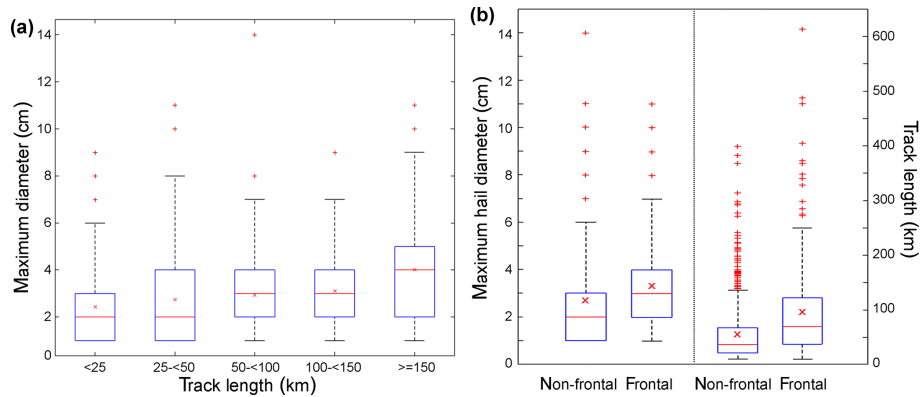 (a)
Maximum diameter (cm)
14
12
10
8
6
4
2
0
<25
25-<50
50-<100
100-<150
>=150
Track length (km)
(b)
Maximum hail diameter (cm)
14
12
10
8
6
4
2
0
Non-frontal
Frontal
Non-frontal
Frontal
600
500
400
300
200
100
0
Track length (km)